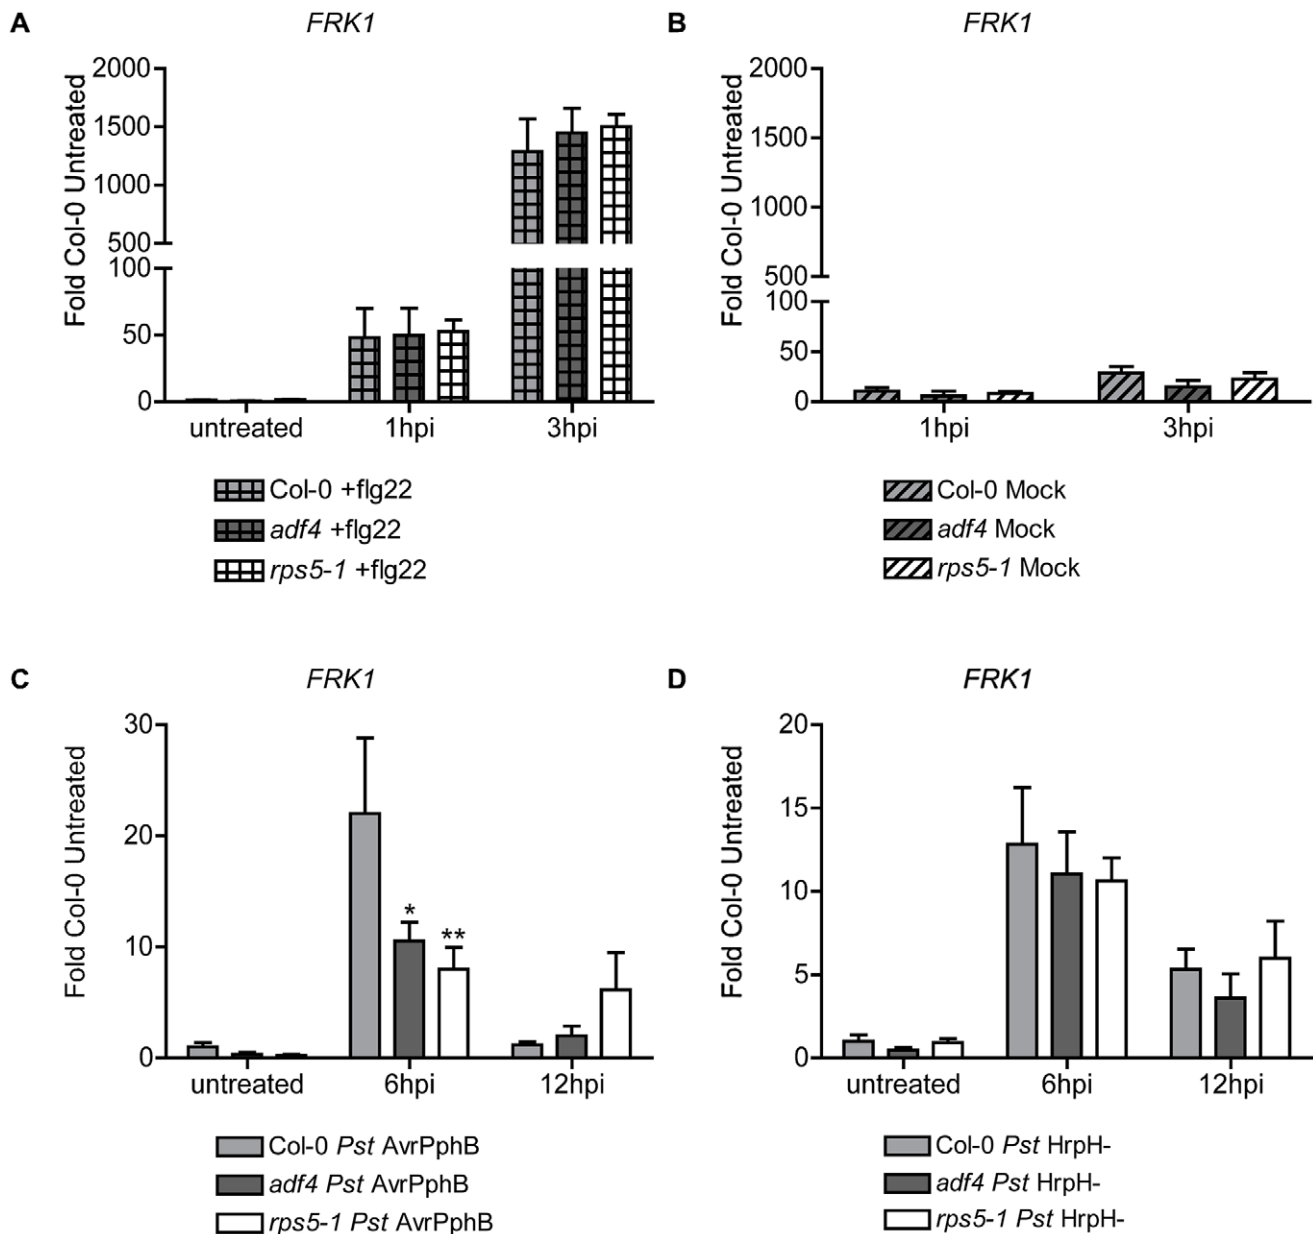 A
FRK1
Fold Col-0 Untreated
2000
1500
1000
500
100
50
0
untreated
1hpi
3hpi
Col-0 +flg22
adf4 +flg22
rps5-1 +flg22
B
FRK1
Fold Col-0 Untreated
2000
1500
1000
500
100
50
0
1hpi
3hpi
Col-0 Mock
adf4 Mock
rps5-1 Mock
C
FRK1
Fold Col-0 Untreated
30
20
10
0
*
**
untreated
6hpi
12hpi
Col-0 Pst AvrPphB
adf4 Pst AvrPphB
rps5-1 Pst AvrPphB
D
FRK1
Fold Col-0 Untreated
20
15
10
5
0
untreated
6hpi
12hpi
Col-0 Pst HrpH-
adf4 Pst HrpH-
rps5-1 Pst HrpH-